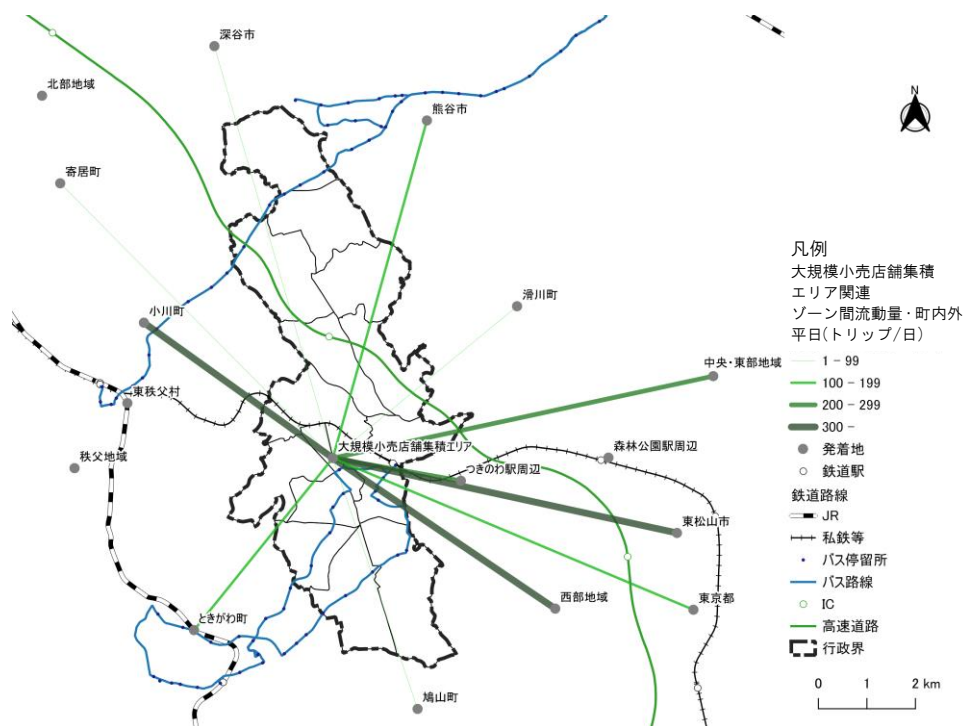 深谷市
北部地域
熊谷市
N
寄居町
小川町
滑川町
東秩父村
中央・東部地域
大規模小売店舗集積エリア
森林公園駅周辺
秩父地域
つきのわ駅周辺
東松山市
西部地域
東京都
ときがわ町
鳩山町
凡例
大規模小売店舗集積
エリア関連
ゾーン間流動量・町内外
平日(トリップ/日)
1 - 99
100 - 199
200 - 299
300 -
発着地
鉄道駅
鉄道路線
JR
私鉄等
バス停留所
バス路線
IC
高速道路
行政界
0 1 2 km